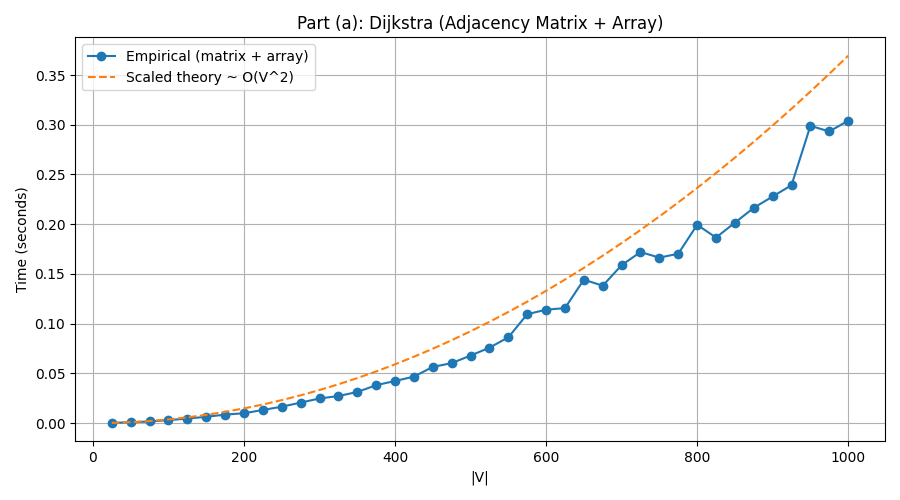 Part (a): Dijkstra (Adjacency Matrix + Array)
Empirical (matrix + array)
Scaled theory ~ O(V^2)
Time (seconds)
0.35
0.30
0.25
0.20
0.15
0.10
0.05
0.00
0 200 400 600 800 1000
|V|